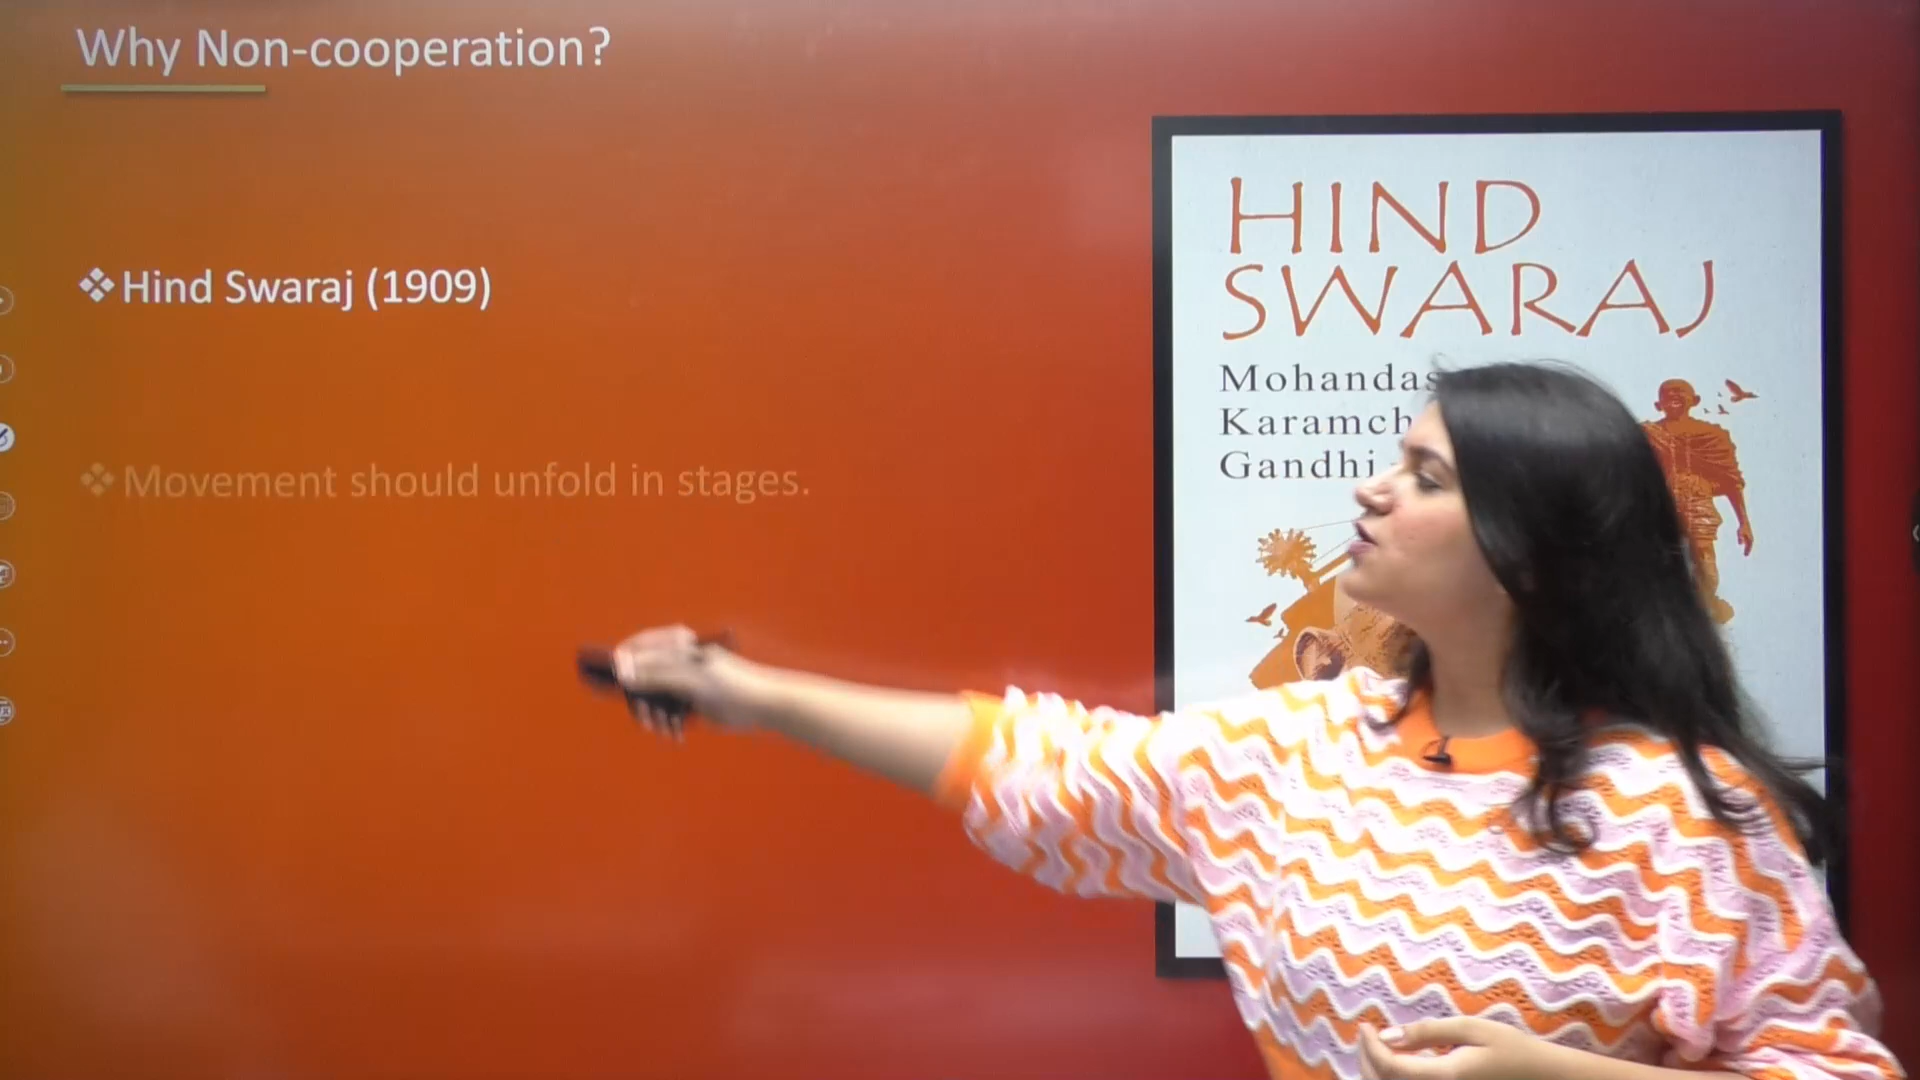 Why Non-cooperation?
❖ Hind Swaraj (1909)
❖ Movement should unfold in stages.
HIND
SWARAJ
Mohandas
Karamch
Gandhi